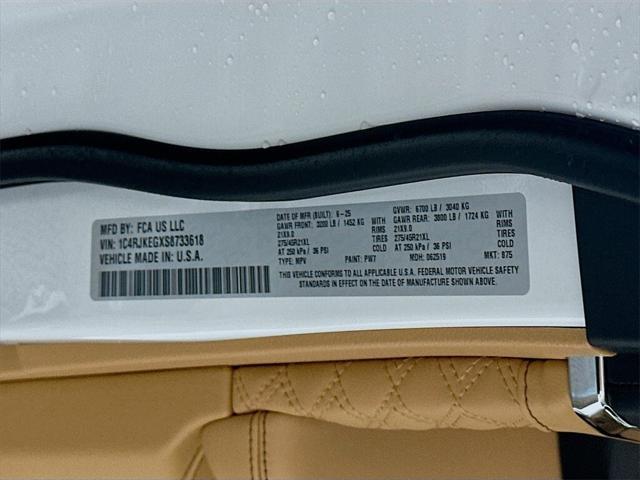 MFD BY: FCA US LLC
VIN: 1C4RJKEGXS8733618
VEHICLE MADE IN: U.S.A.
DATE OF MFR (BUILT): 6-25 GVWR: 6700 LB / 3040 KG
GAWR FRONT: 3200 LB / 1452 KG WITH GAWR REAR: 3800 LB / 1724 KG WITH
21X9.0 RIMS 21X9.0 RIMS
275/45R21XL TIRES 275/45R21XL TIRES
AT 250 kPa / 36 PSI AT 250 kPa / 36 PSI
TYPE: MPV PAINT: PW7 MDH: 062519 MKT: 875
THIS VEHICLE CONFORMS TO ALL APPLICABLE U.S.A. FEDERAL MOTOR VEHICLE SAFETY
STANDARDS IN EFFECT ON THE DATE OF MANUFACTURE SHOWN ABOVE.